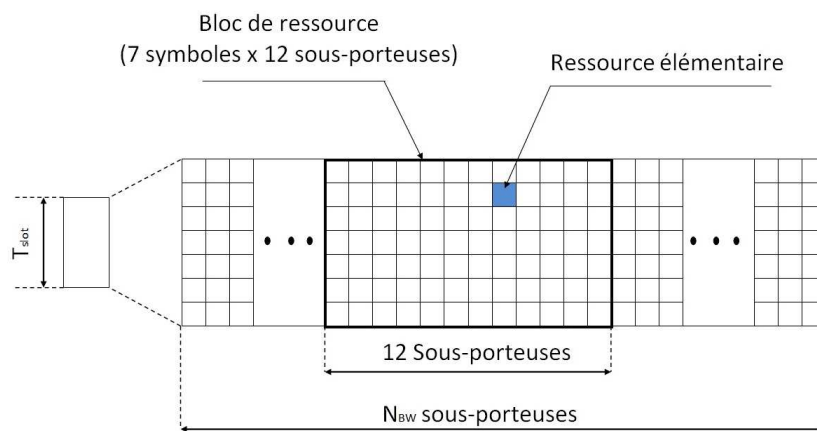 Bloc de ressource
(7 symboles x 12 sous-porteuses)
Ressource élémentaire
Tslot
12 Sous-porteuses
NBW sous-porteuses